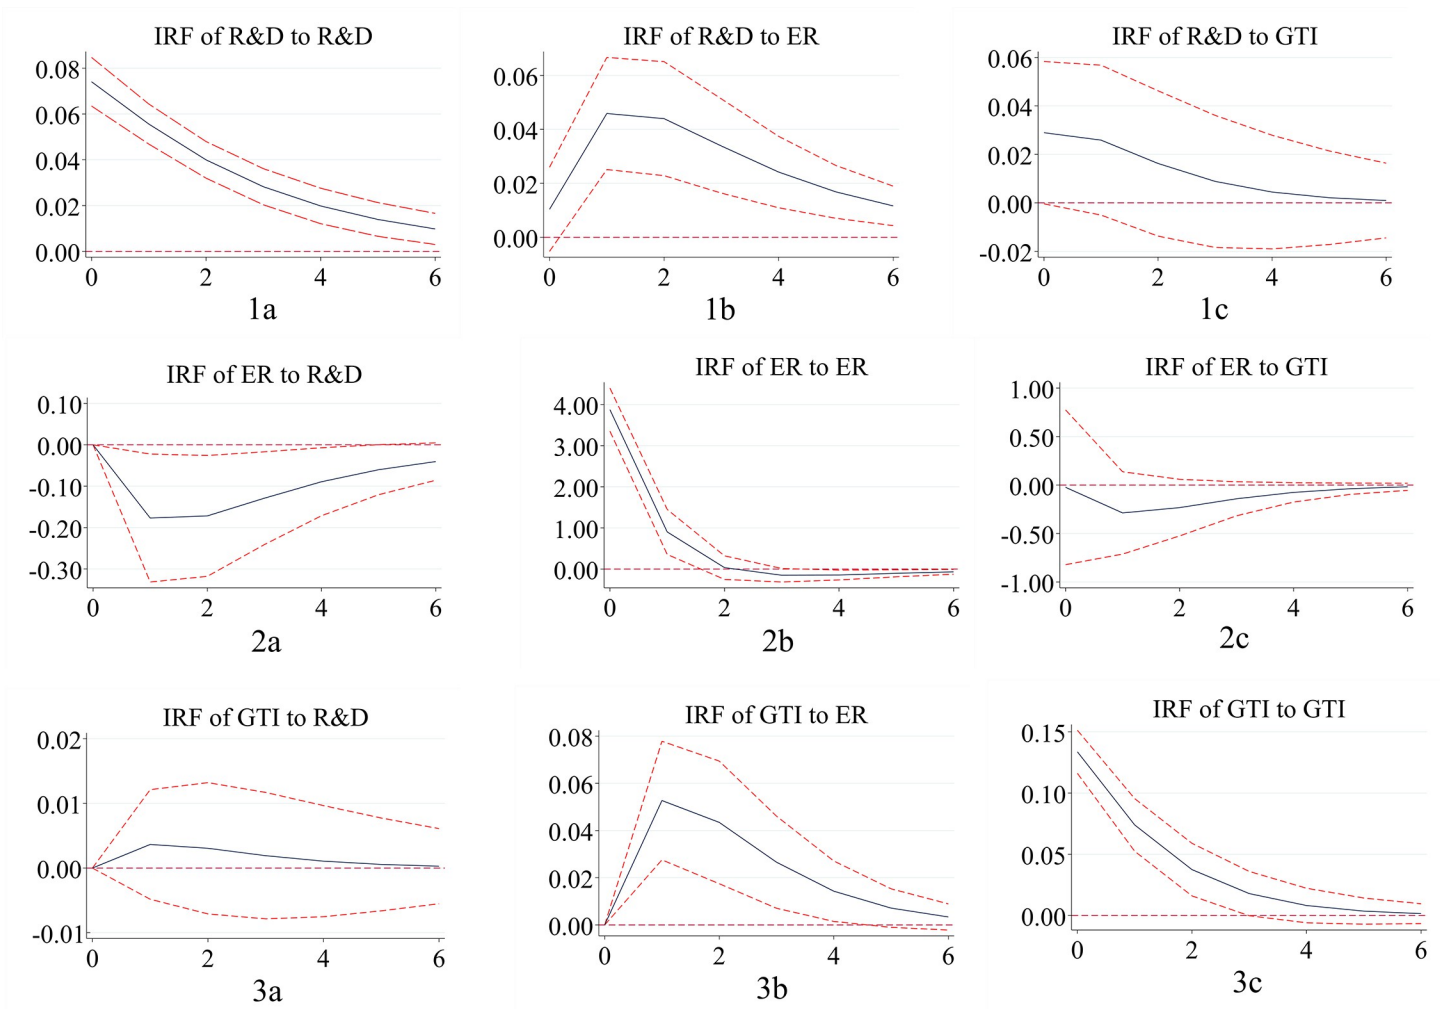 IRF of R&D to R&D
0.08
0.06
0.04
0.02
0.00
0 2 4 6
1a
IRF of R&D to ER
0.06
0.04
0.02
0.00
0 2 4 6
1b
IRF of R&D to GTI
0.06
0.04
0.02
0.00
-0.02
0 2 4 6
1c
IRF of ER to R&D
0.10
0.00
-0.10
-0.20
-0.30
0 2 4 6
2a
IRF of ER to ER
4.00
3.00
2.00
1.00
0.00
0 2 4 6
2b
IRF of ER to GTI
1.00
0.50
0.00
-0.50
-1.00
0 2 4 6
2c
IRF of GTI to R&D
0.02
0.01
0.00
-0.01
0 2 4 6
3a
IRF of GTI to ER
0.08
0.06
0.04
0.02
0.00
0 2 4 6
3b
IRF of GTI to GTI
0.15
0.10
0.05
0.00
0 2 4 6
3c